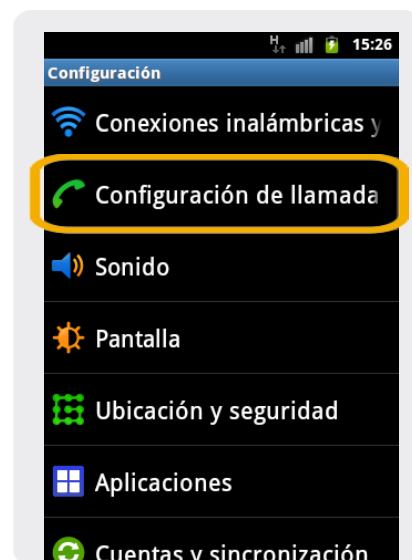 H 15:26
Configuración
Conexiones inalámbricas y
Configuración de llamada
Sonido
Pantalla
Ubicación y seguridad
Aplicaciones
Cuentas y sincronización